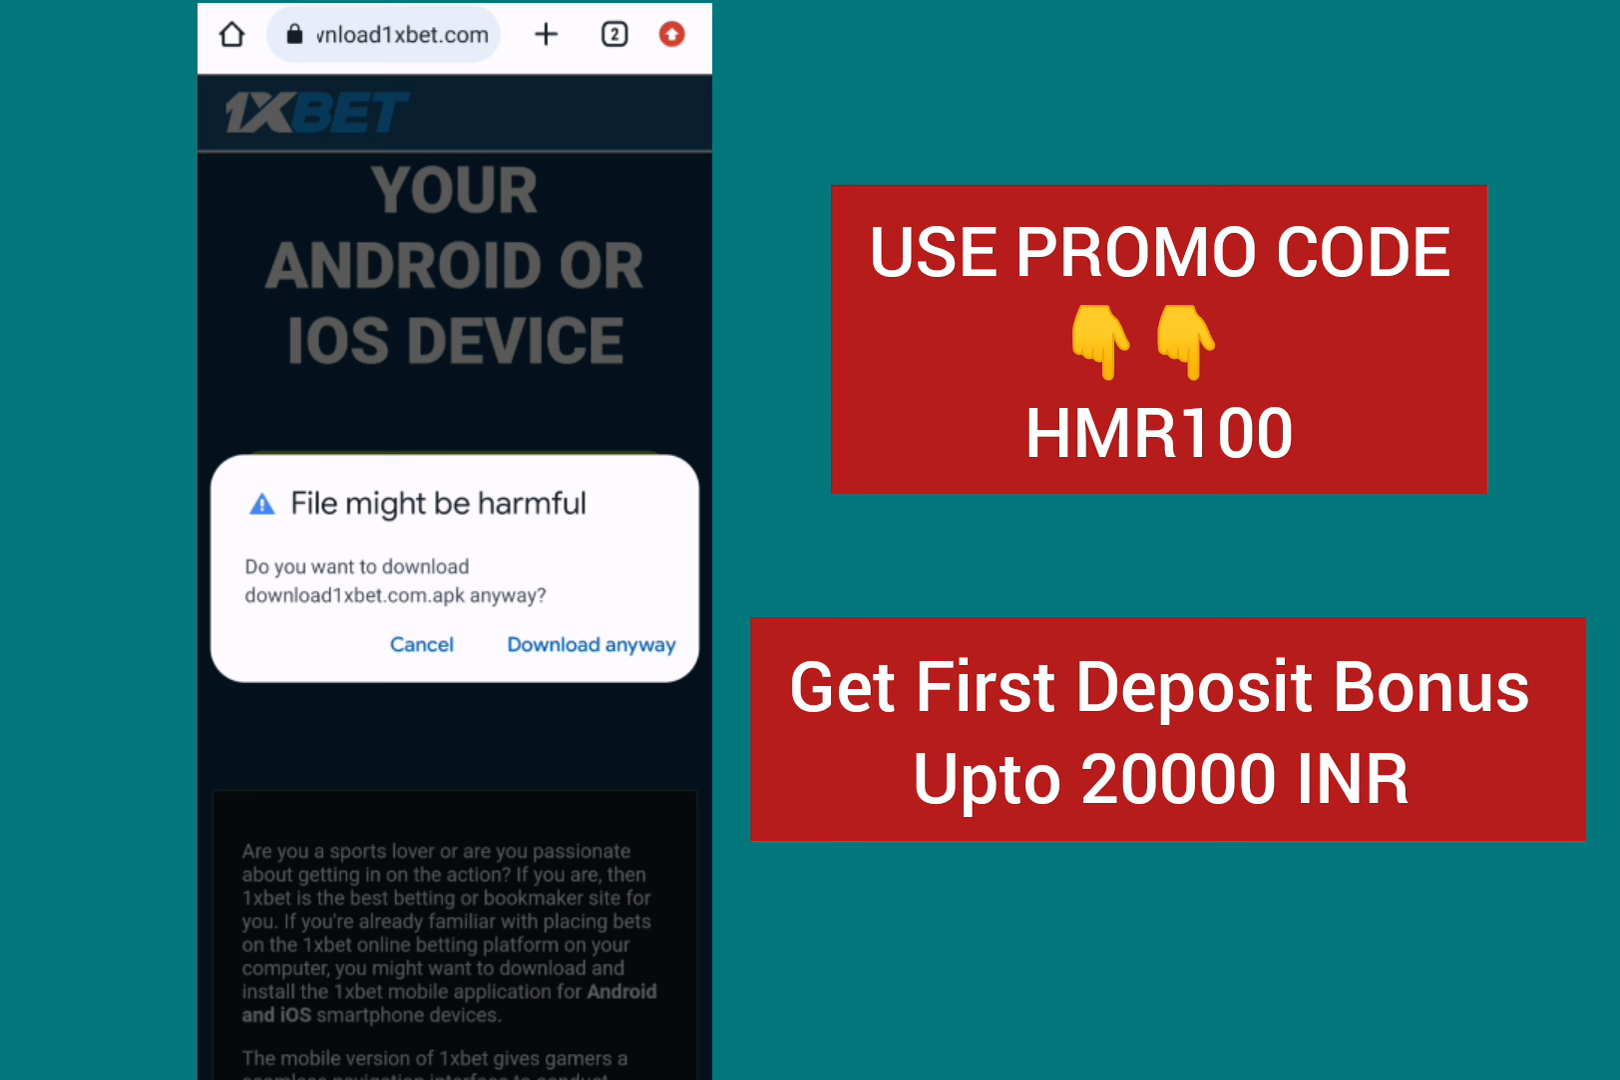 vnload1xbet.com
2
1XBET
YOUR
ANDROID OR
IOS DEVICE
File might be harmful
Do you want to download
download1xbet.com.apk anyway?
Cancel
Download anyway
Are you a sports lover or are you passionate
about getting in on the action? If you are, then
1xbet is the best betting or bookmaker site for
you. If you're already familiar with placing bets
on the 1xbet online betting platform on your
computer, you might want to download and
install the 1xbet mobile application for Android
and iOS smartphone devices.
The mobile version of 1xbet gives gamers a
seamless navigation interface to conduct
USE PROMO CODE
👇👇
HMR100
Get First Deposit Bonus
Upto 20000 INR